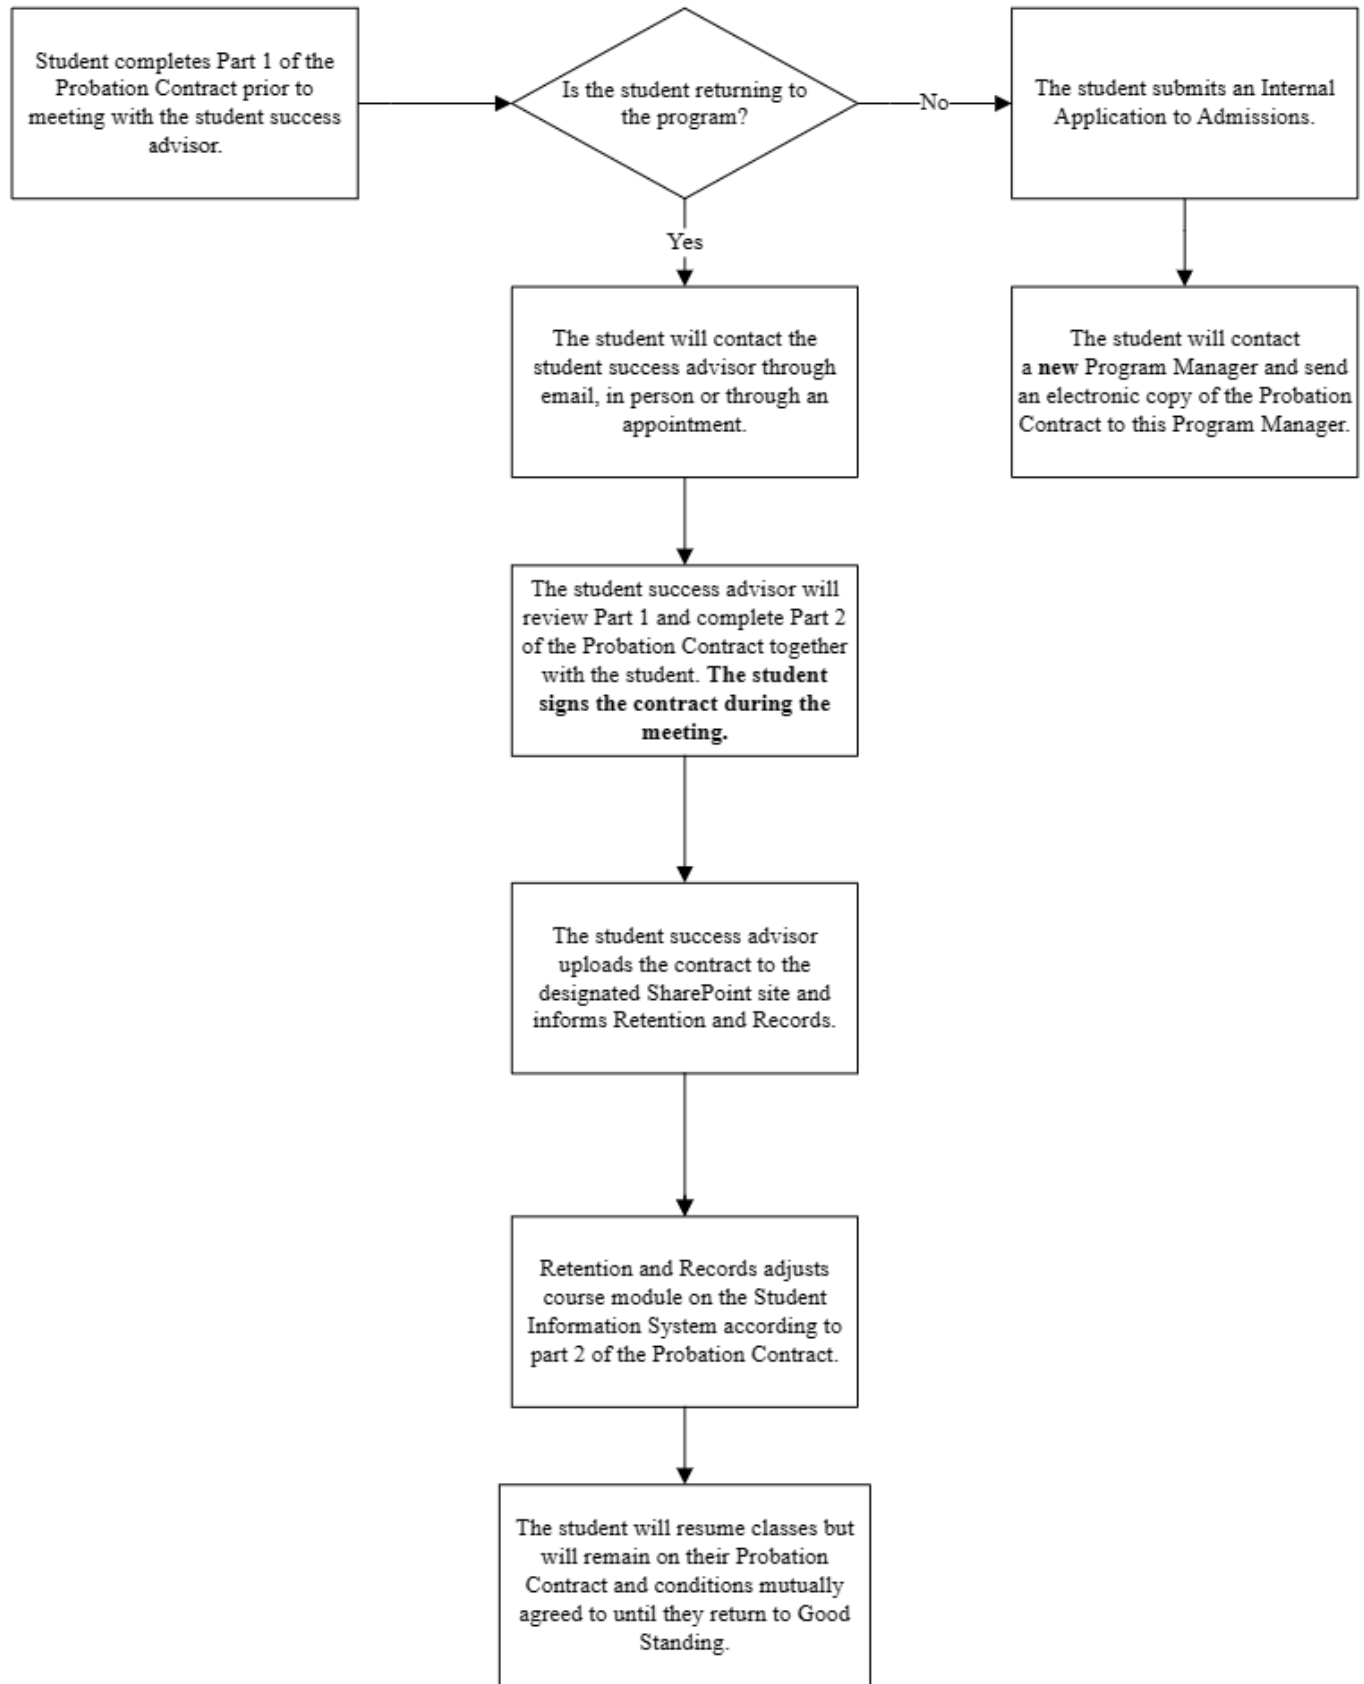 Student completes Part 1 of the
Probation Contract prior to
meeting with the student success
advisor.
Is the student returning to
the program?
No
The student submits an Internal
Application to Admissions.
Yes
The student will contact the
student success advisor through
email, in person or through an
appointment.
The student will contact
a new Program Manager and send
an electronic copy of the Probation
Contract to this Program Manager.
The student success advisor will
review Part 1 and complete Part 2
of the Probation Contract together
with the student. The student
signs the contract during the
meeting.
The student success advisor
uploads the contract to the
designated SharePoint site and
informs Retention and Records.
Retention and Records adjusts
course module on the Student
Information System according to
part 2 of the Probation Contract.
The student will resume classes but
will remain on their Probation
Contract and conditions mutually
agreed to until they return to Good
Standing.